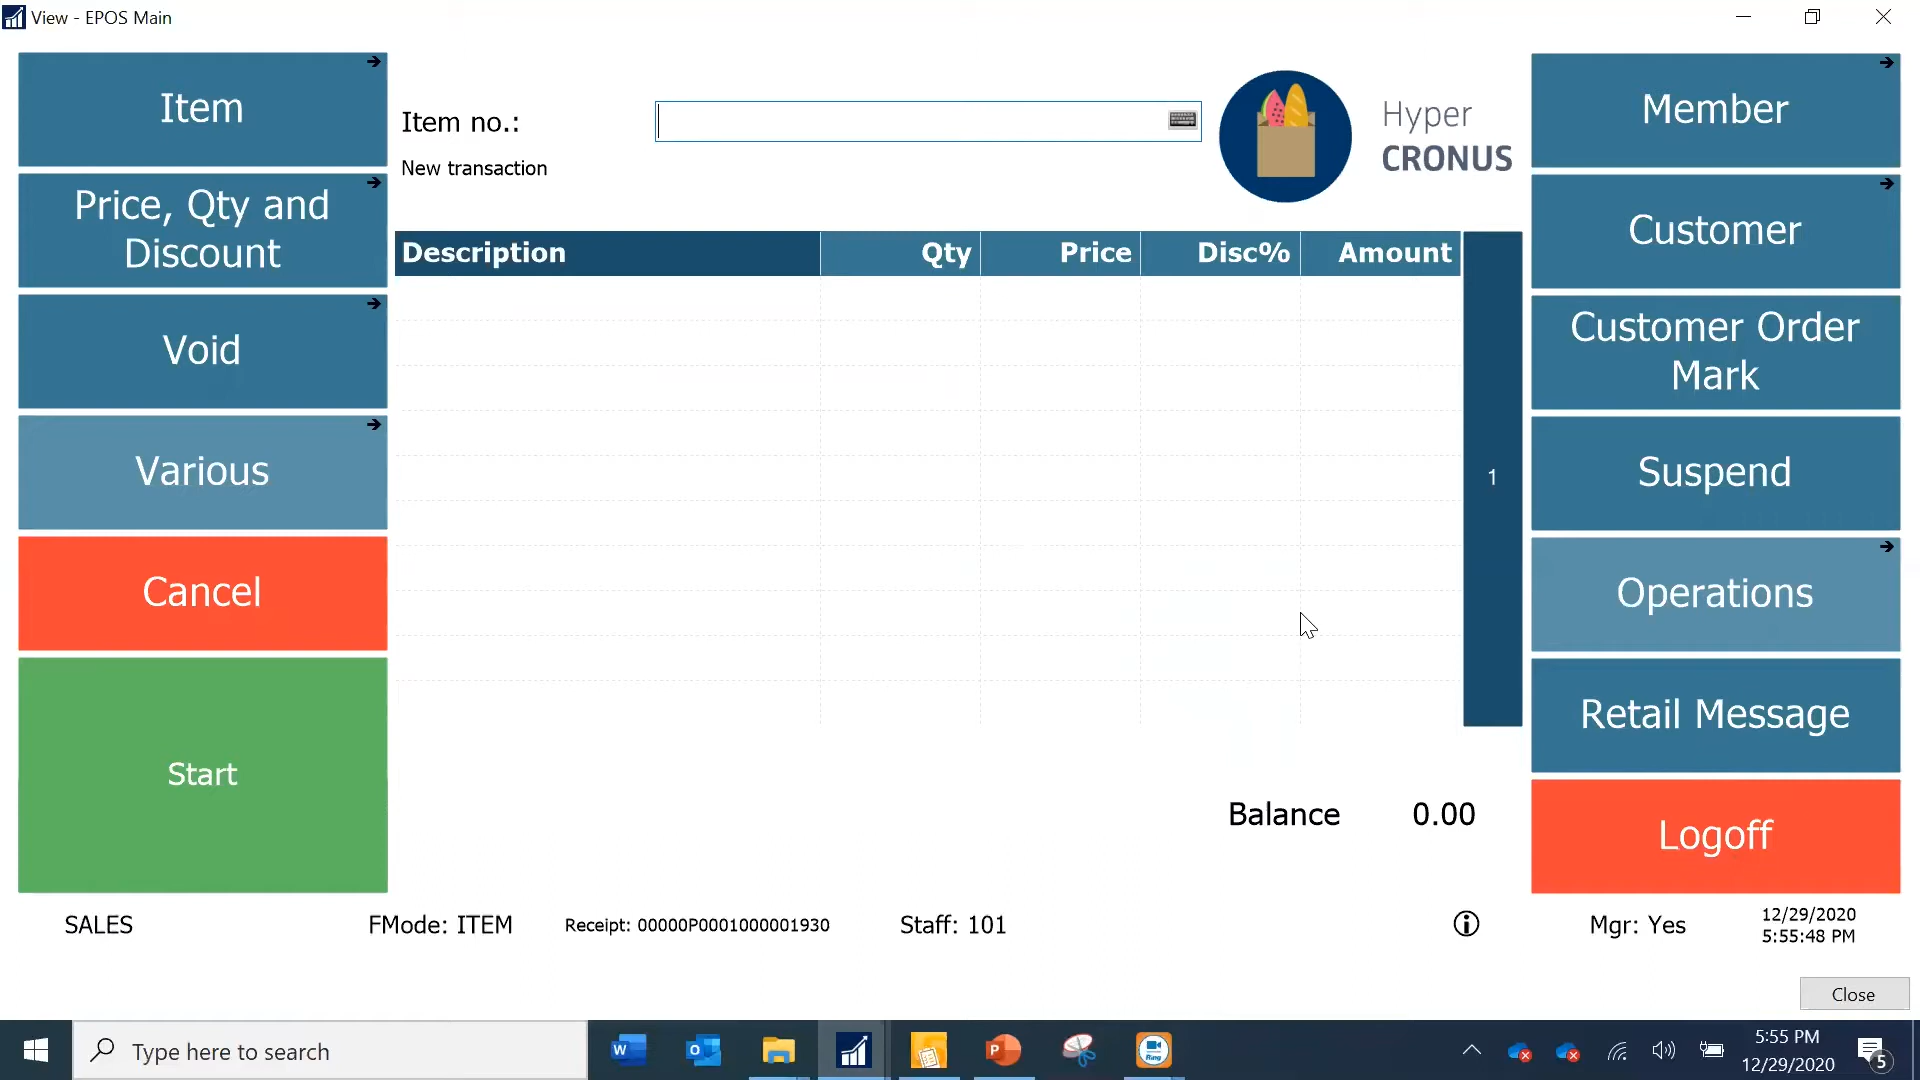 View - EPOS Main
Item
Price, Qty and
Discount
Void
Various
Cancel
Start
Item no.:
New transaction
Hyper
CRONUS
Description Qty Price Disc% Amount
1
Balance 0.00
Member
Customer
Customer Order
Mark
Suspend
Operations
Retail Message
Logoff
SALES FMode: ITEM Receipt: 00000P0001000001930 Staff: 101 Mgr: Yes
12/29/2020
5:55:48 PM
Close
Type here to search
5:55 PM
12/29/2020
5